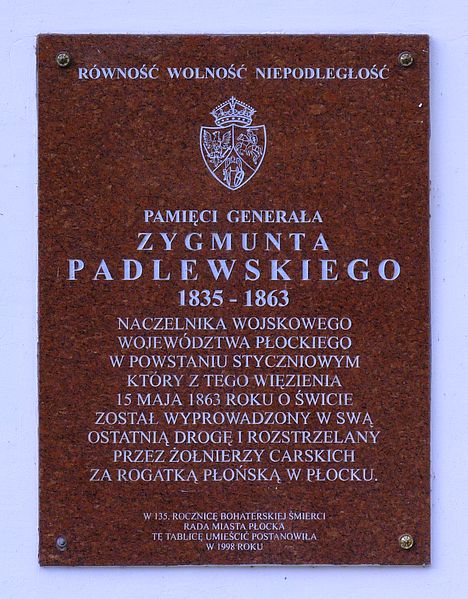 RÓWNOŚĆ WOLNOŚĆ NIEPODLEGŁOŚĆ
PAMIĘCI GENERAŁA
ZYGMUNTA
PADLEWSKIEGO
1835 - 1863
NACZELNIKA WOJSKOWEGO
WOJEWÓDZTWA PŁOCKIEGO
W POWSTANIU STYCZNIOWYM
KTÓRY Z TEGO WIĘZIENIA
15 MAJA 1863 ROKU O ŚWICIE
ZOSTAŁ WYPROWADZONY W SWĄ
OSTATNIĄ DROGĘ I ROZSTRZELANY
PRZEZ ŻOŁNIERZY CARSKICH
ZA ROGATKĄ PŁOŃSKĄ W PŁOCKU.
W 135. ROCZNICĘ BOHATERSKIEJ ŚMIERCI
RADA MIASTA PŁOCKA
TĘ TABLICĘ UMIEŚCIĆ POSTANOWIŁA
W 1998 ROKU